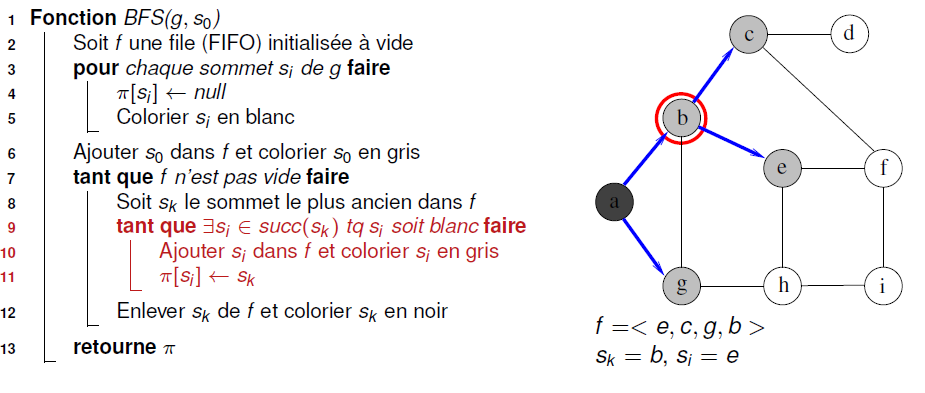 1 Fonction BFS(g, s₀)
2 Soit f une file (FIFO) initialisée à vide
3 pour chaque sommet sᵢ de g faire
4 π[sᵢ] ← null
5 Colorier sᵢ en blanc
6 Ajouter s₀ dans f et colorier s₀ en gris
7 tant que f n'est pas vide faire
8 Soit sₖ le sommet le plus ancien dans f
9 tant que ∃sᵢ ∈ succ(sₖ) tq sᵢ soit blanc faire
10 Ajouter sᵢ dans f et colorier sᵢ en gris
11 π[sᵢ] ← sₖ
12 Enlever sₖ de f et colorier sₖ en noir
13 retourne π
c d
b
e f
a
g h i
f =< e, c, g, b >
sₖ = b, sᵢ = e